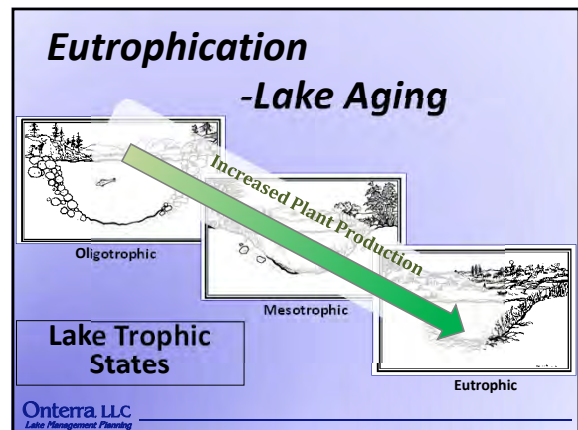 Eutrophication
-Lake Aging
Increased Plant Production
Oligotrophic
Mesotrophic
Eutrophic
Lake Trophic
States
Onterra LLC
Lake Management Planning